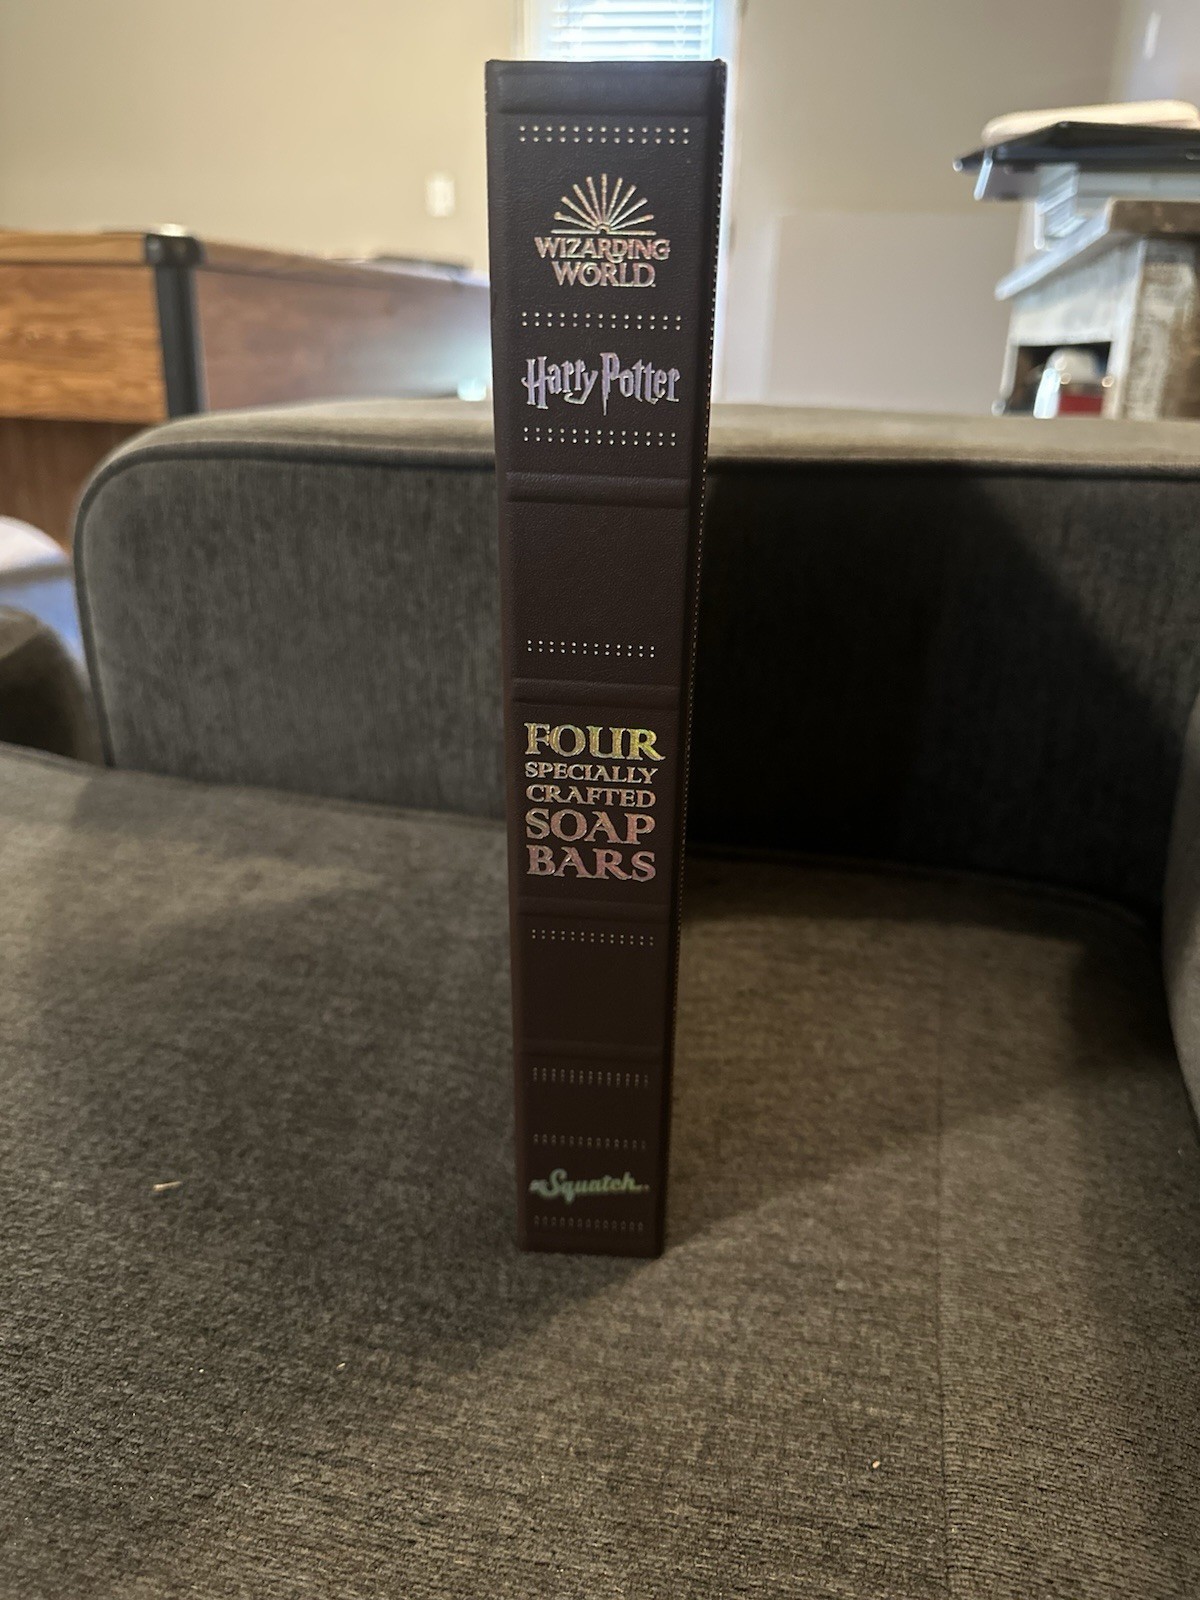 WIZARDING
WORLD
Harry Potter
FOUR
SPECIALLY
CRAFTED
SOAP
BARS
Squatch